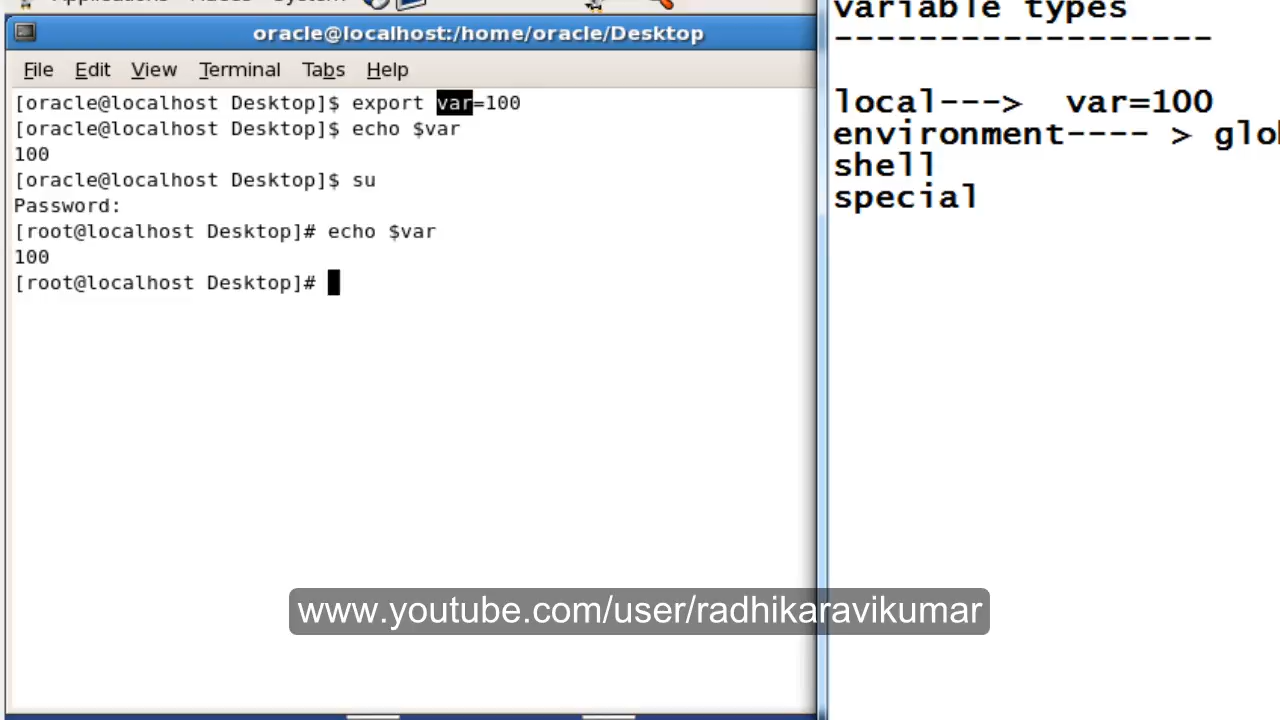 oracle@localhost:/home/oracle/Desktop
File Edit View Terminal Tabs Help
[oracle@localhost Desktop]$ export var=100
[oracle@localhost Desktop]$ echo $var
100
[oracle@localhost Desktop]$ su
Password:
[root@localhost Desktop]# echo $var
100
[root@localhost Desktop]#
variable types
-------------------
local---> var=100
environment---- > glob
shell
special
www.youtube.com/user/radhikaravikumar